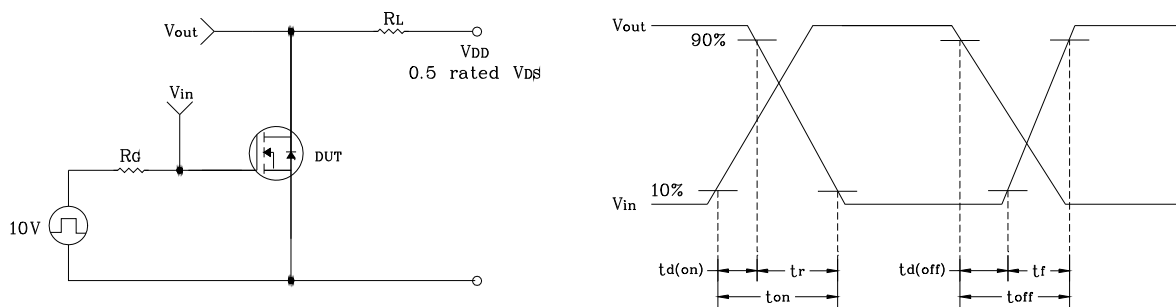 Vout
RL
VDD
0.5 rated VDS
Vin
RG
DUT
10V
Vout
90%
10%
Vin
td(on)
tr
td(off)
tf
ton
toff